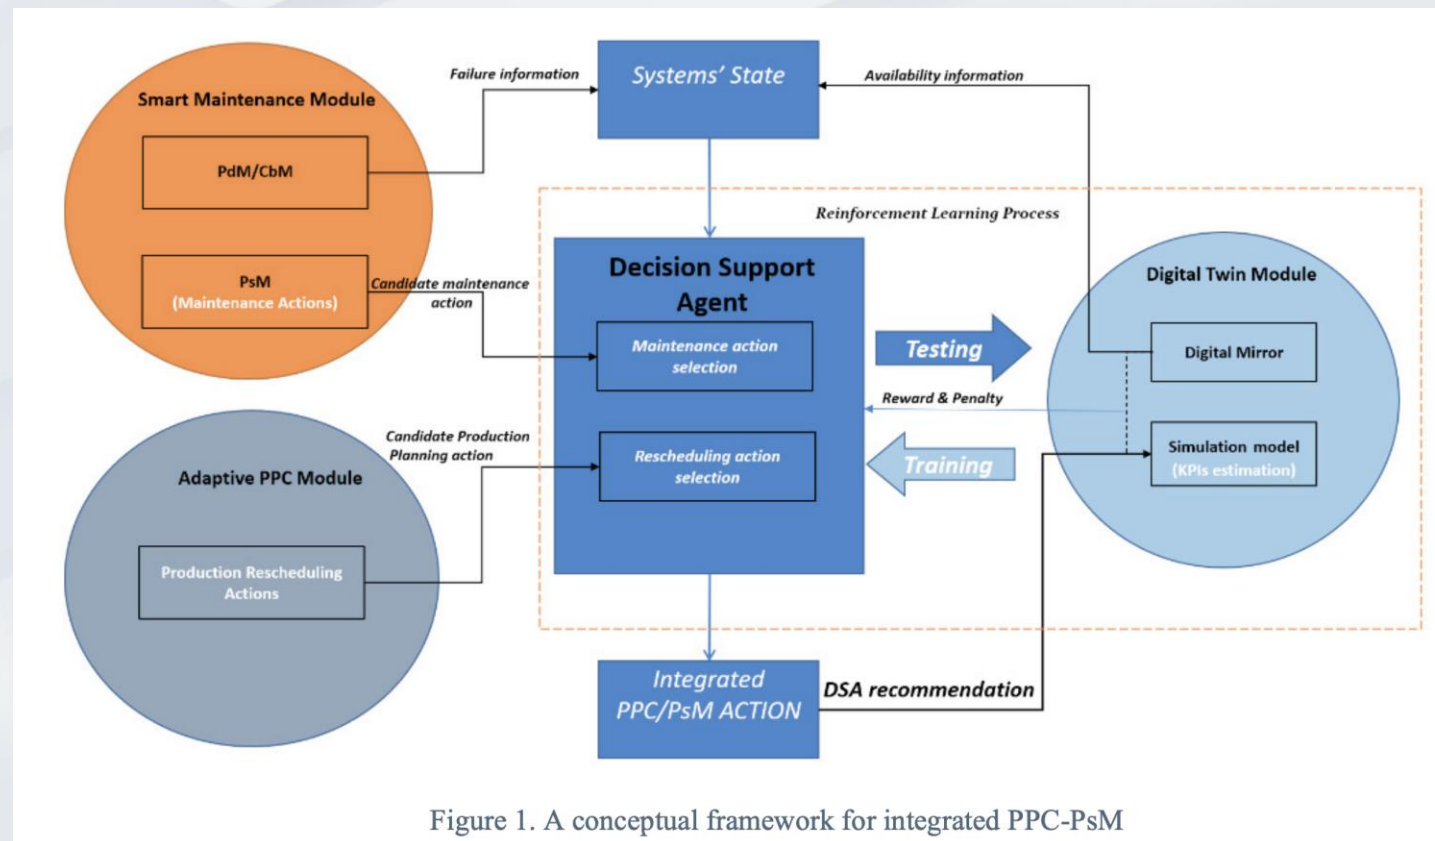 Smart Maintenance Module
PdM/CbM
PsM
(Maintenance Actions)
Failure information
Systems’ State
Availability information
Reinforcement Learning Process
Candidate maintenance
action
Decision Support
Agent
Maintenance action
selection
Rescheduling action
selection
Testing
Reward & Penalty
Training
Digital Twin Module
Digital Mirror
Simulation model
(KPIs estimation)
Adaptive PPC Module
Production Rescheduling
Actions
Candidate Production
Planning action
Integrated
PPC/PsM ACTION
DSA recommendation
Figure 1. A conceptual framework for integrated PPC-PsM